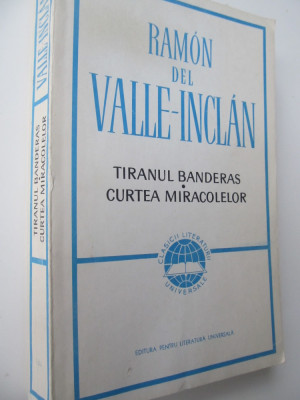 RAMÓN
DEL
VALLE-INCLÁN
TIRANUL BANDERAS
•
CURTEA MIRACOLELOR
CLASICII LITERATURII
UNIVERSALE
EDITURA PENTRU LITERATURA UNIVERSALĂ
VALLE-INCLÁN
TIRANUL BANDERAS
CURTEA MIRACOLELOR